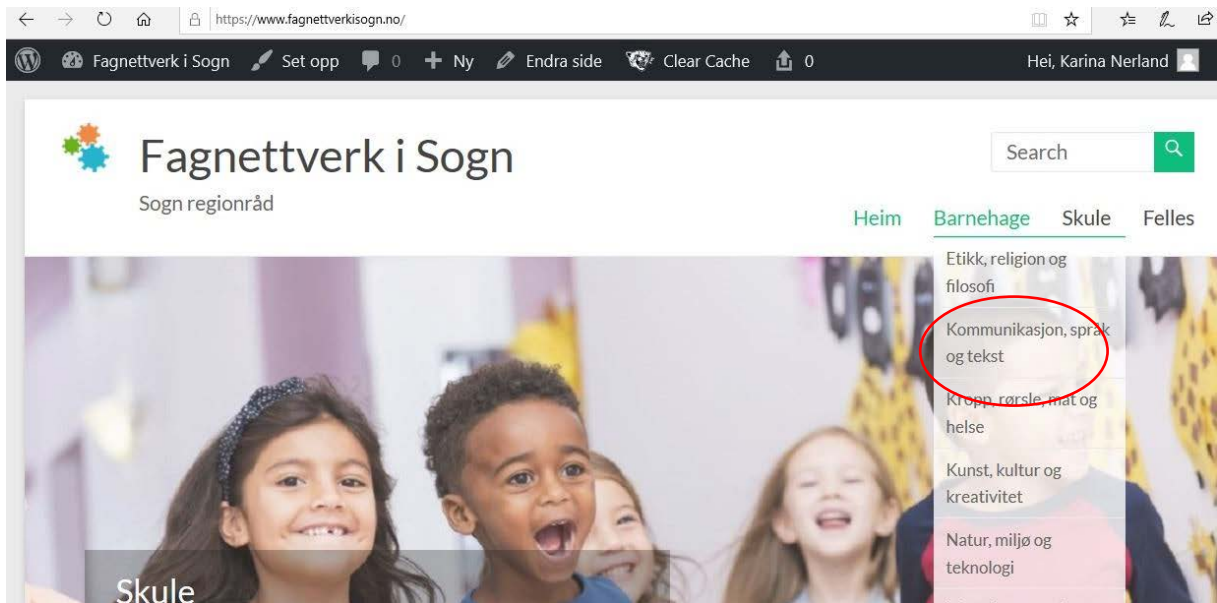 https://www.fagnettverkisogn.no/
Fagnettverk i Sogn Set opp 0 Ny Endra side Clear Cache 0 Hei, Karina Nerland
Fagnettverk i Sogn
Search
Sogn regionråd
Heim Barnehage Skule Felles
Etikk, religion og
filosofi
Kommunikasjon, språk
og tekst
Kropp, rørsle, mat og
helse
Kunst, kultur og
kreativitet
Natur, miljø og
teknologi
Skule